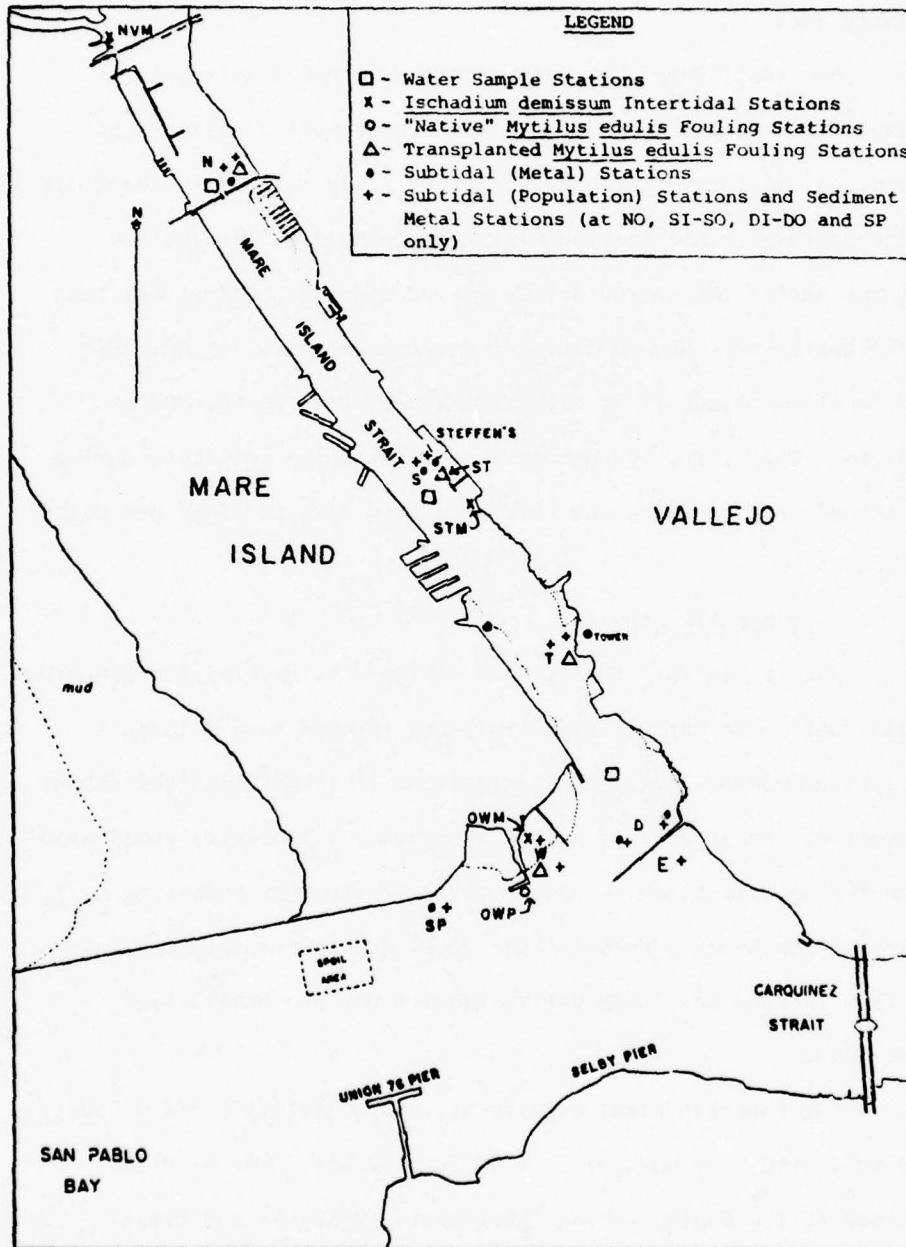 LEGEND
□ - Water Sample Stations
x - Ischadium demissum Intertidal Stations
o - "Native" Mytilus edulis Fouling Stations
△ - Transplanted Mytilus edulis Fouling Stations
● - Subtidal (Metal) Stations
+ - Subtidal (Population) Stations and Sediment
Metal Stations (at NO, SI-SO, DI-DO and SP
only)
NVM
N
N
MARE
ISLAND
STRAIT
STEFFEN'S
ST
S
STM
MARE
ISLAND
VALLEJO
TOWER
T
mud
OWM
W
D
E
OWP
SP
SPOIL
AREA
CARQUINEZ
STRAIT
SELBY PIER
UNION 76 PIER
SAN PABLO
BAY